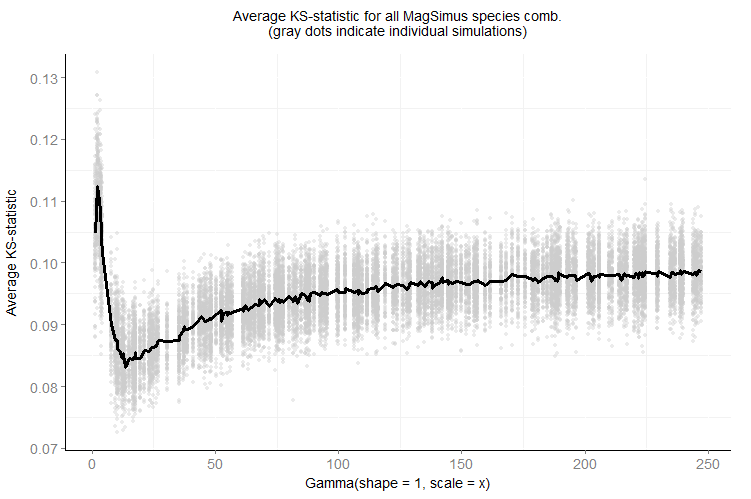 Average KS-statistic for all MagSimus species comb.
(gray dots indicate individual simulations)
Average KS-statistic
0.13
0.12
0.11
0.10
0.09
0.08
0.07
0 50 100 150 200 250
Gamma(shape = 1, scale = x)